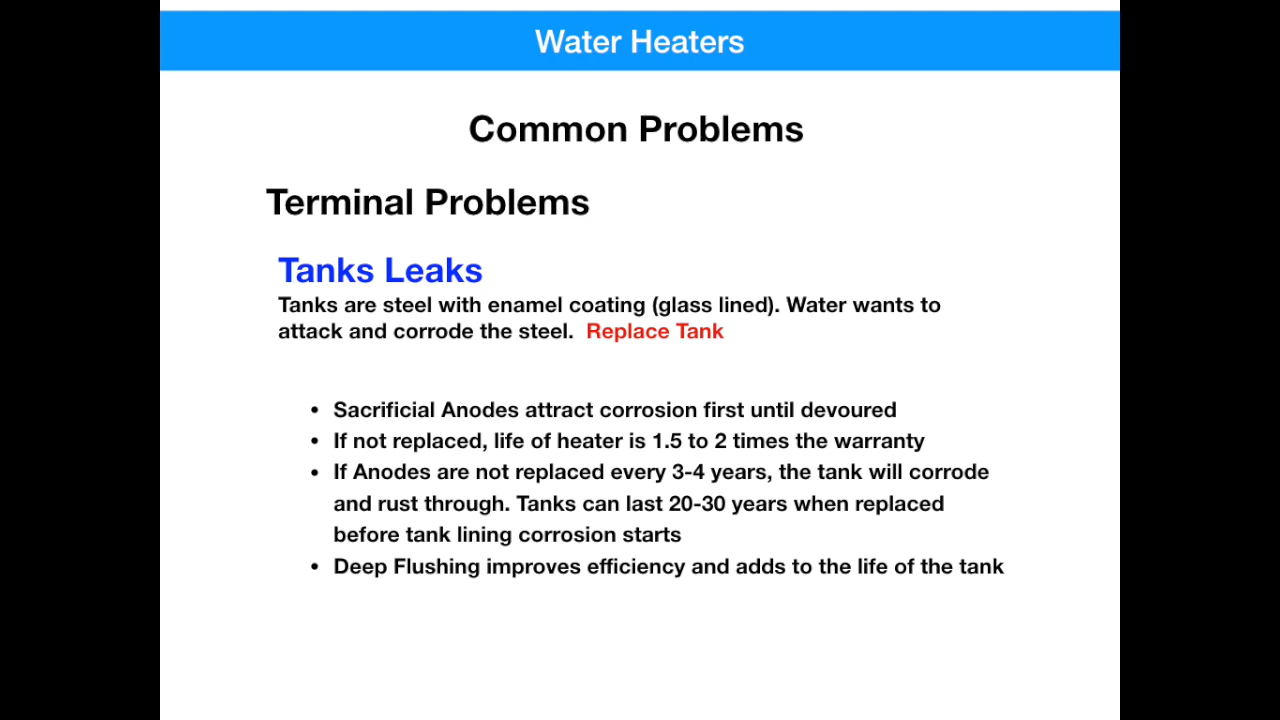 Water Heaters
Common Problems
Terminal Problems
Tanks Leaks
Tanks are steel with enamel coating (glass lined). Water wants to
attack and corrode the steel. Replace Tank
• Sacrificial Anodes attract corrosion first until devoured
• If not replaced, life of heater is 1.5 to 2 times the warranty
• If Anodes are not replaced every 3-4 years, the tank will corrode
and rust through. Tanks can last 20-30 years when replaced
before tank lining corrosion starts
• Deep Flushing improves efficiency and adds to the life of the tank